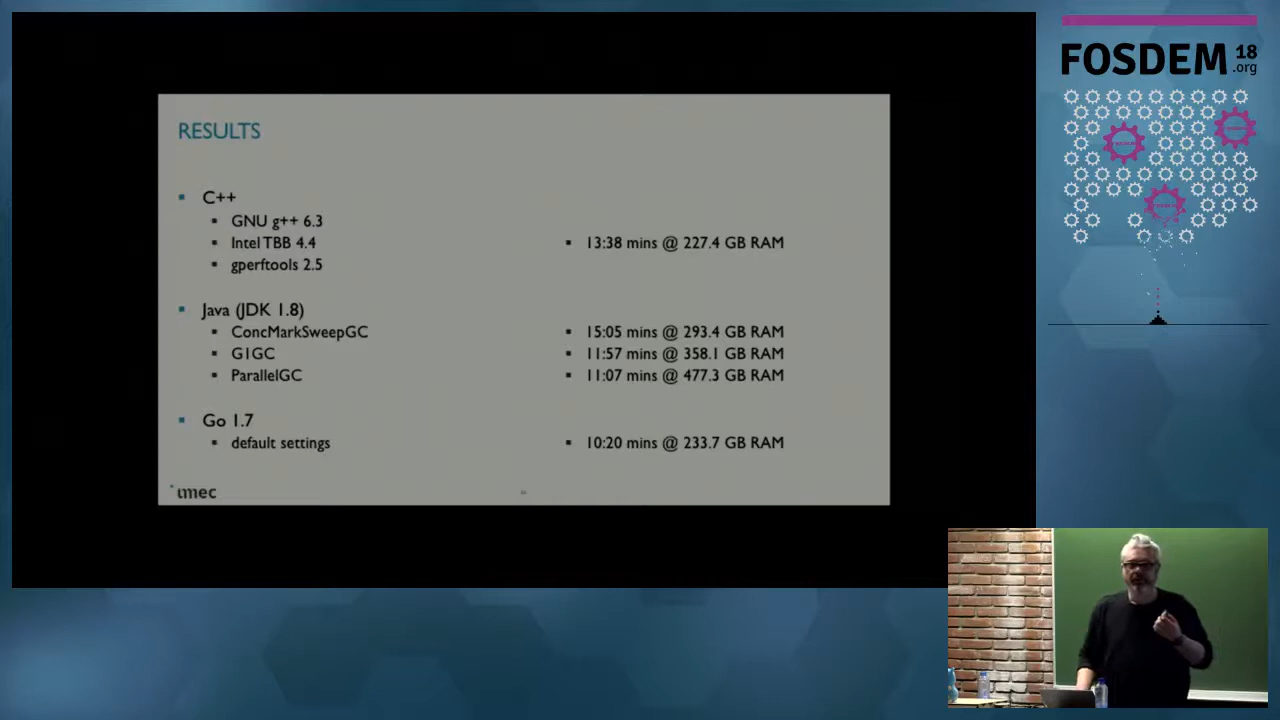 FOSDEM 18
.org
RESULTS
C++
GNU g++ 6.3
Intel TBB 4.4
13:38 mins @ 227.4 GB RAM
gperftools 2.5
Java (JDK 1.8)
ConcMarkSweepGC
15:05 mins @ 293.4 GB RAM
G1GC
11:57 mins @ 358.1 GB RAM
ParallelGC
11:07 mins @ 477.3 GB RAM
Go 1.7
default settings
10:20 mins @ 233.7 GB RAM
imec